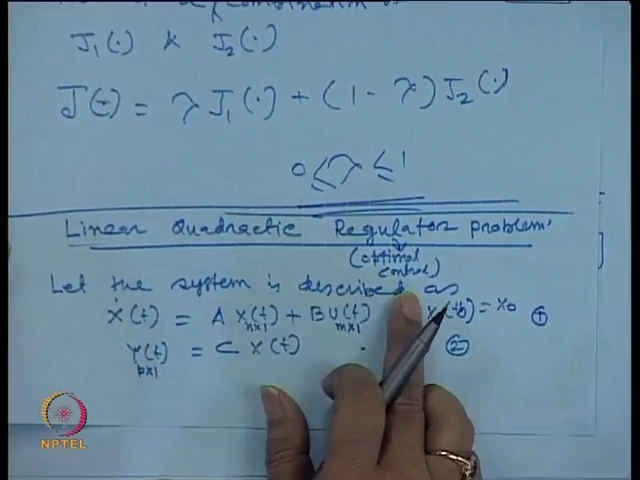 J₁(·) & J₂(·)
J(·) = λ J₁(·) + (1 - λ) J₂(·)
0 ≤ λ ≤ 1
Linear Quadractic Regulator problem
(optimal control)
Let the system is described as
Ẋ(t) = A X(t) + B U(t) X(t₀) = X₀ ①
n×1 m×1
Y(t) = C X(t) ②
p×1
NPTEL